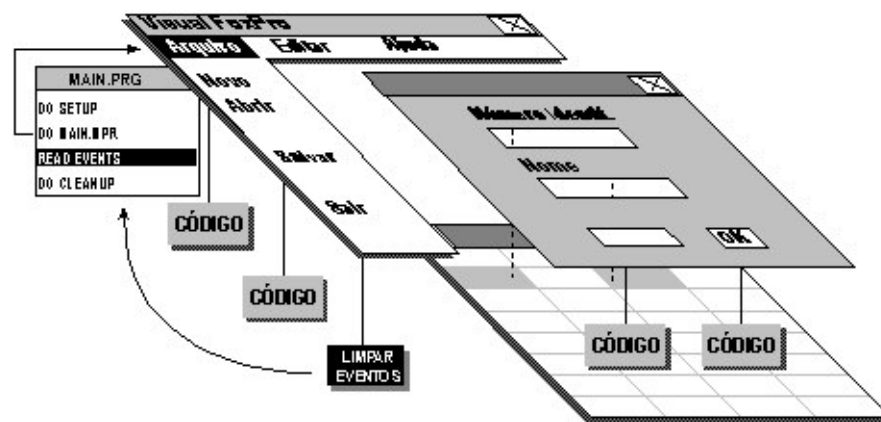 Visual FoxPro
Arquivo Editar Ajuda
MAIN.PRG
DO SETUP
DO MAIN.MPR
READ EVENTS
DO CLEANUP
Novo
Abrir
Salvar
Sair
Número
Nome
OK
CÓDIGO
CÓDIGO
CÓDIGO
CÓDIGO
LIMPAR
EVENTOS